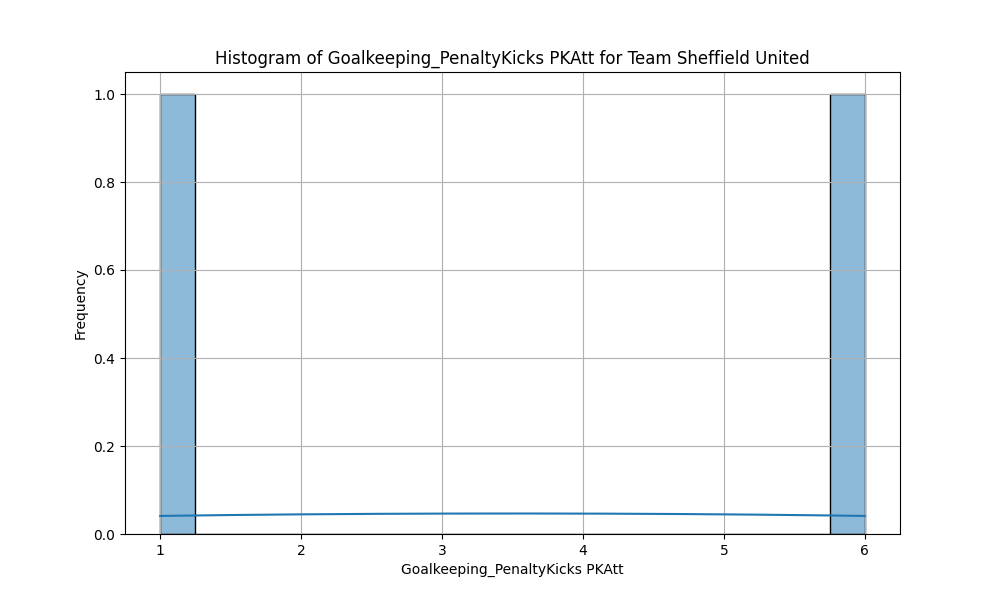 Histogram of Goalkeeping_PenaltyKicks PKAtt for Team Sheffield United
1.0
0.8
0.6
0.4
0.2
0.0
Frequency
1 2 3 4 5 6
Goalkeeping_PenaltyKicks PKAtt